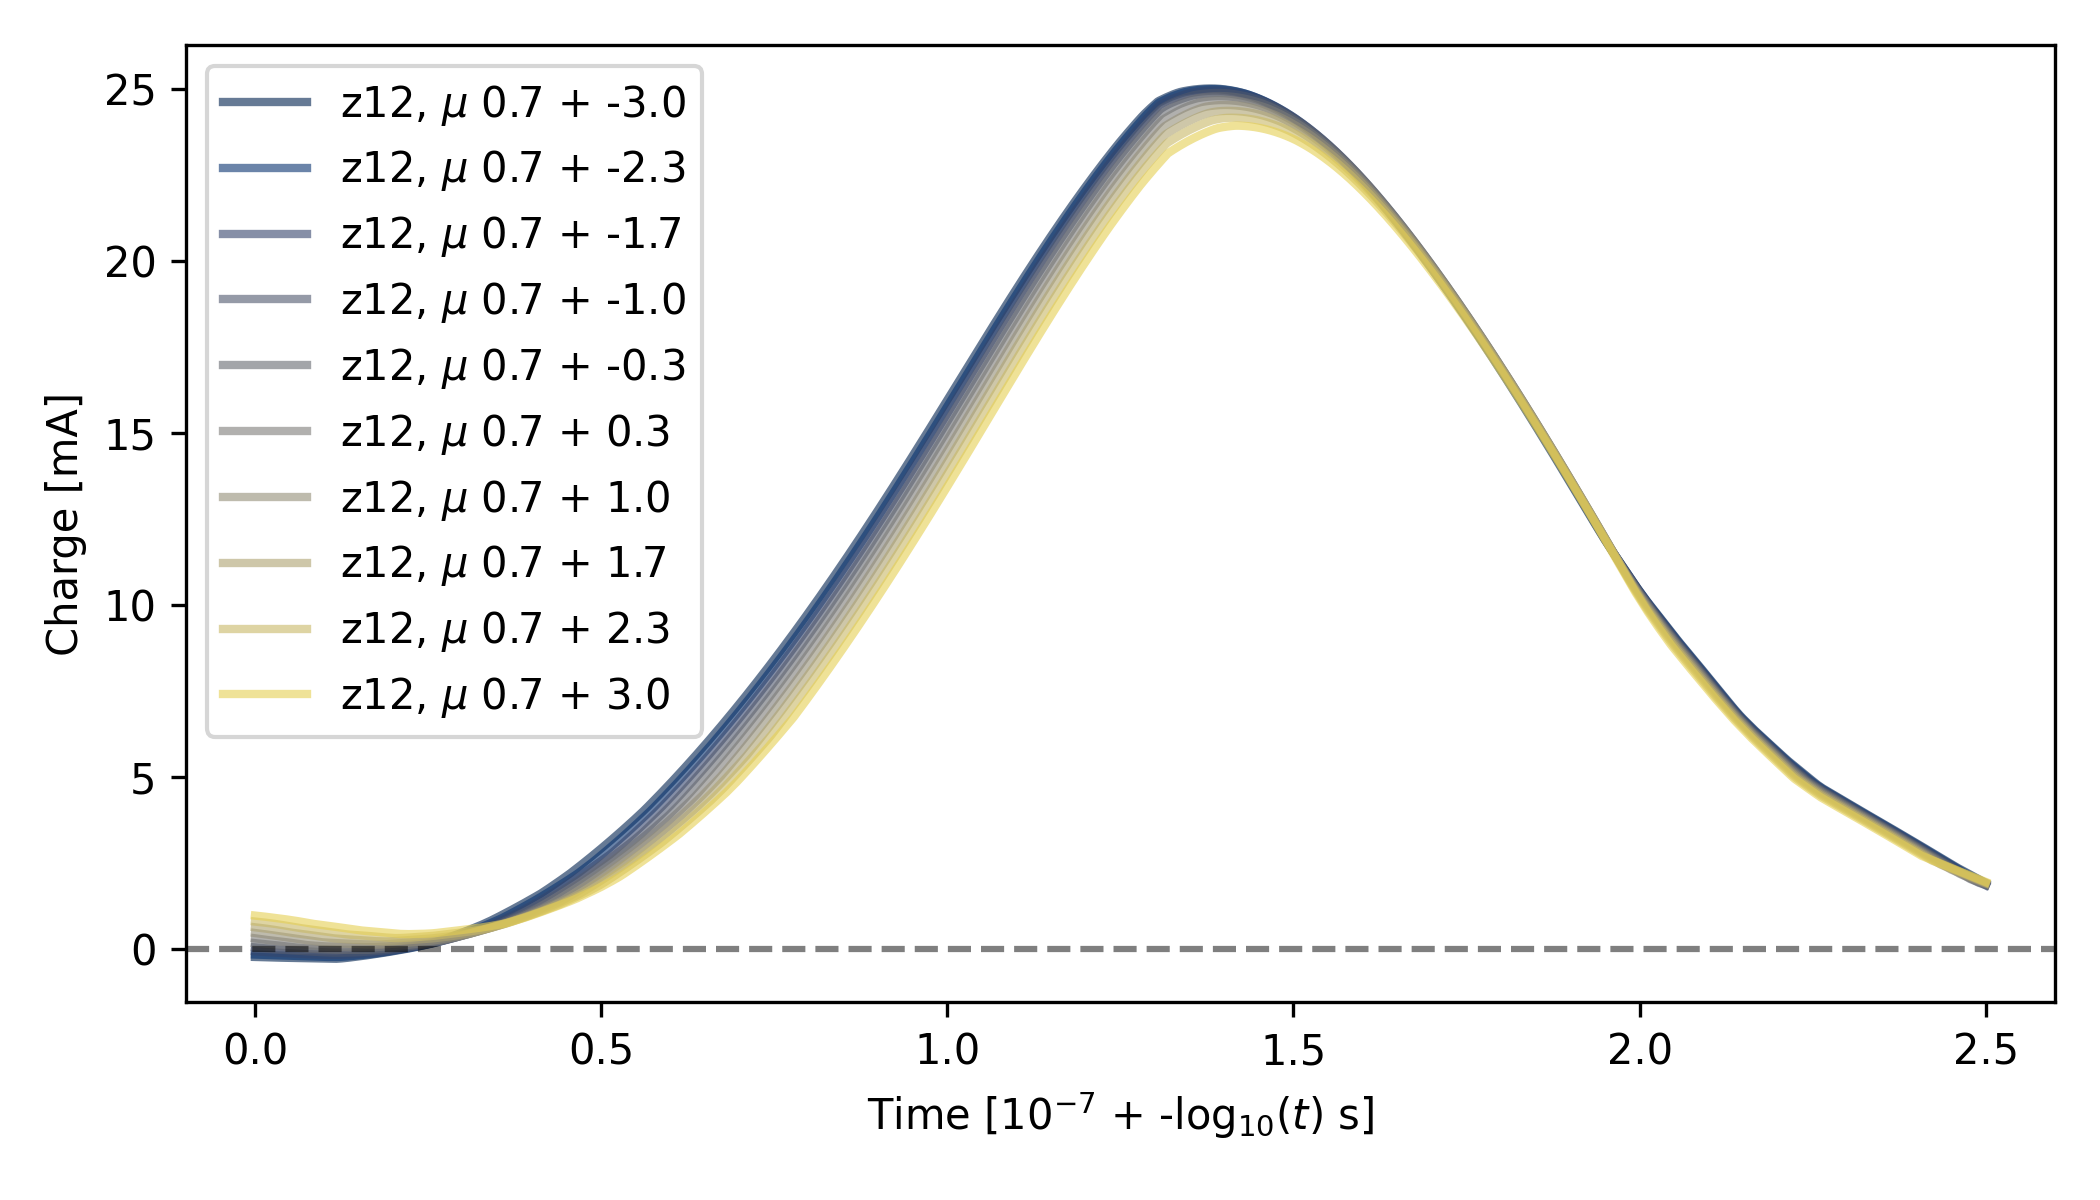 25
20
15
10
5
0
Charge [mA]
z12, μ 0.7 + -3.0
z12, μ 0.7 + -2.3
z12, μ 0.7 + -1.7
z12, μ 0.7 + -1.0
z12, μ 0.7 + -0.3
z12, μ 0.7 + 0.3
z12, μ 0.7 + 1.0
z12, μ 0.7 + 1.7
z12, μ 0.7 + 2.3
z12, μ 0.7 + 3.0
0.0 0.5 1.0 1.5 2.0 2.5
Time [10⁻⁷ + -log₁₀(t) s]